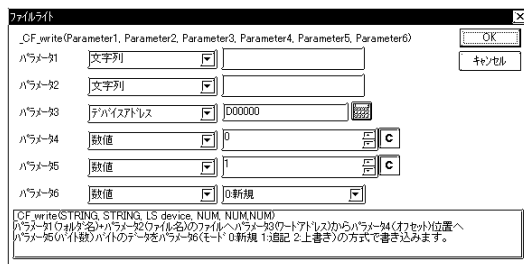 ファイルライト
_CF_write(Parameter1, Parameter2, Parameter3, Parameter4, Parameter5, Parameter6)
OK
キャンセル
パラメータ1 文字列
パラメータ2 文字列
パラメータ3 デバイスアドレス D00000
パラメータ4 数値 0 C
パラメータ5 数値 1 C
パラメータ6 数値 0:新規
_CF_write(STRING, STRING, LS device, NUM, NUM,NUM)
パラメータ1(フォルダ名)+パラメータ2(ファイル名)のファイルへパラメータ3(ワードアドレス)からパラメータ4(オフセット)位置へ
パラメータ5(バイト数)バイトのデータをパラメータ6(モード 0:新規 1:追記 2:上書き)の方式で書き込みます。